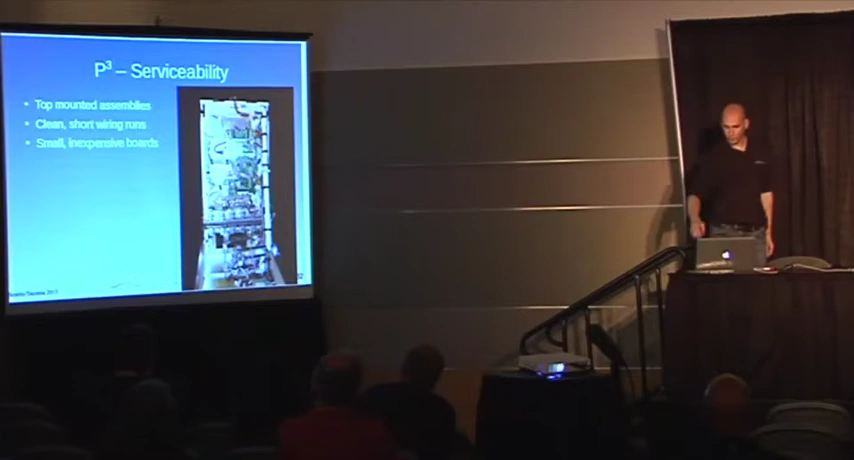 P³ – Serviceability
• Top mounted assemblies
• Clean, short wiring runs
• Small, inexpensive boards